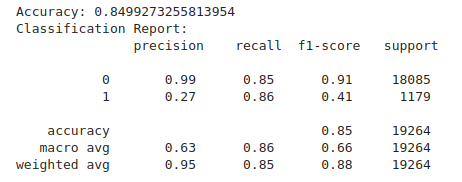 Accuracy: 0.8499273255813954
Classification Report:
precision recall f1-score support
0 0.99 0.85 0.91 18085
1 0.27 0.86 0.41 1179
accuracy 0.85 19264
macro avg 0.63 0.86 0.66 19264
weighted avg 0.95 0.85 0.88 19264